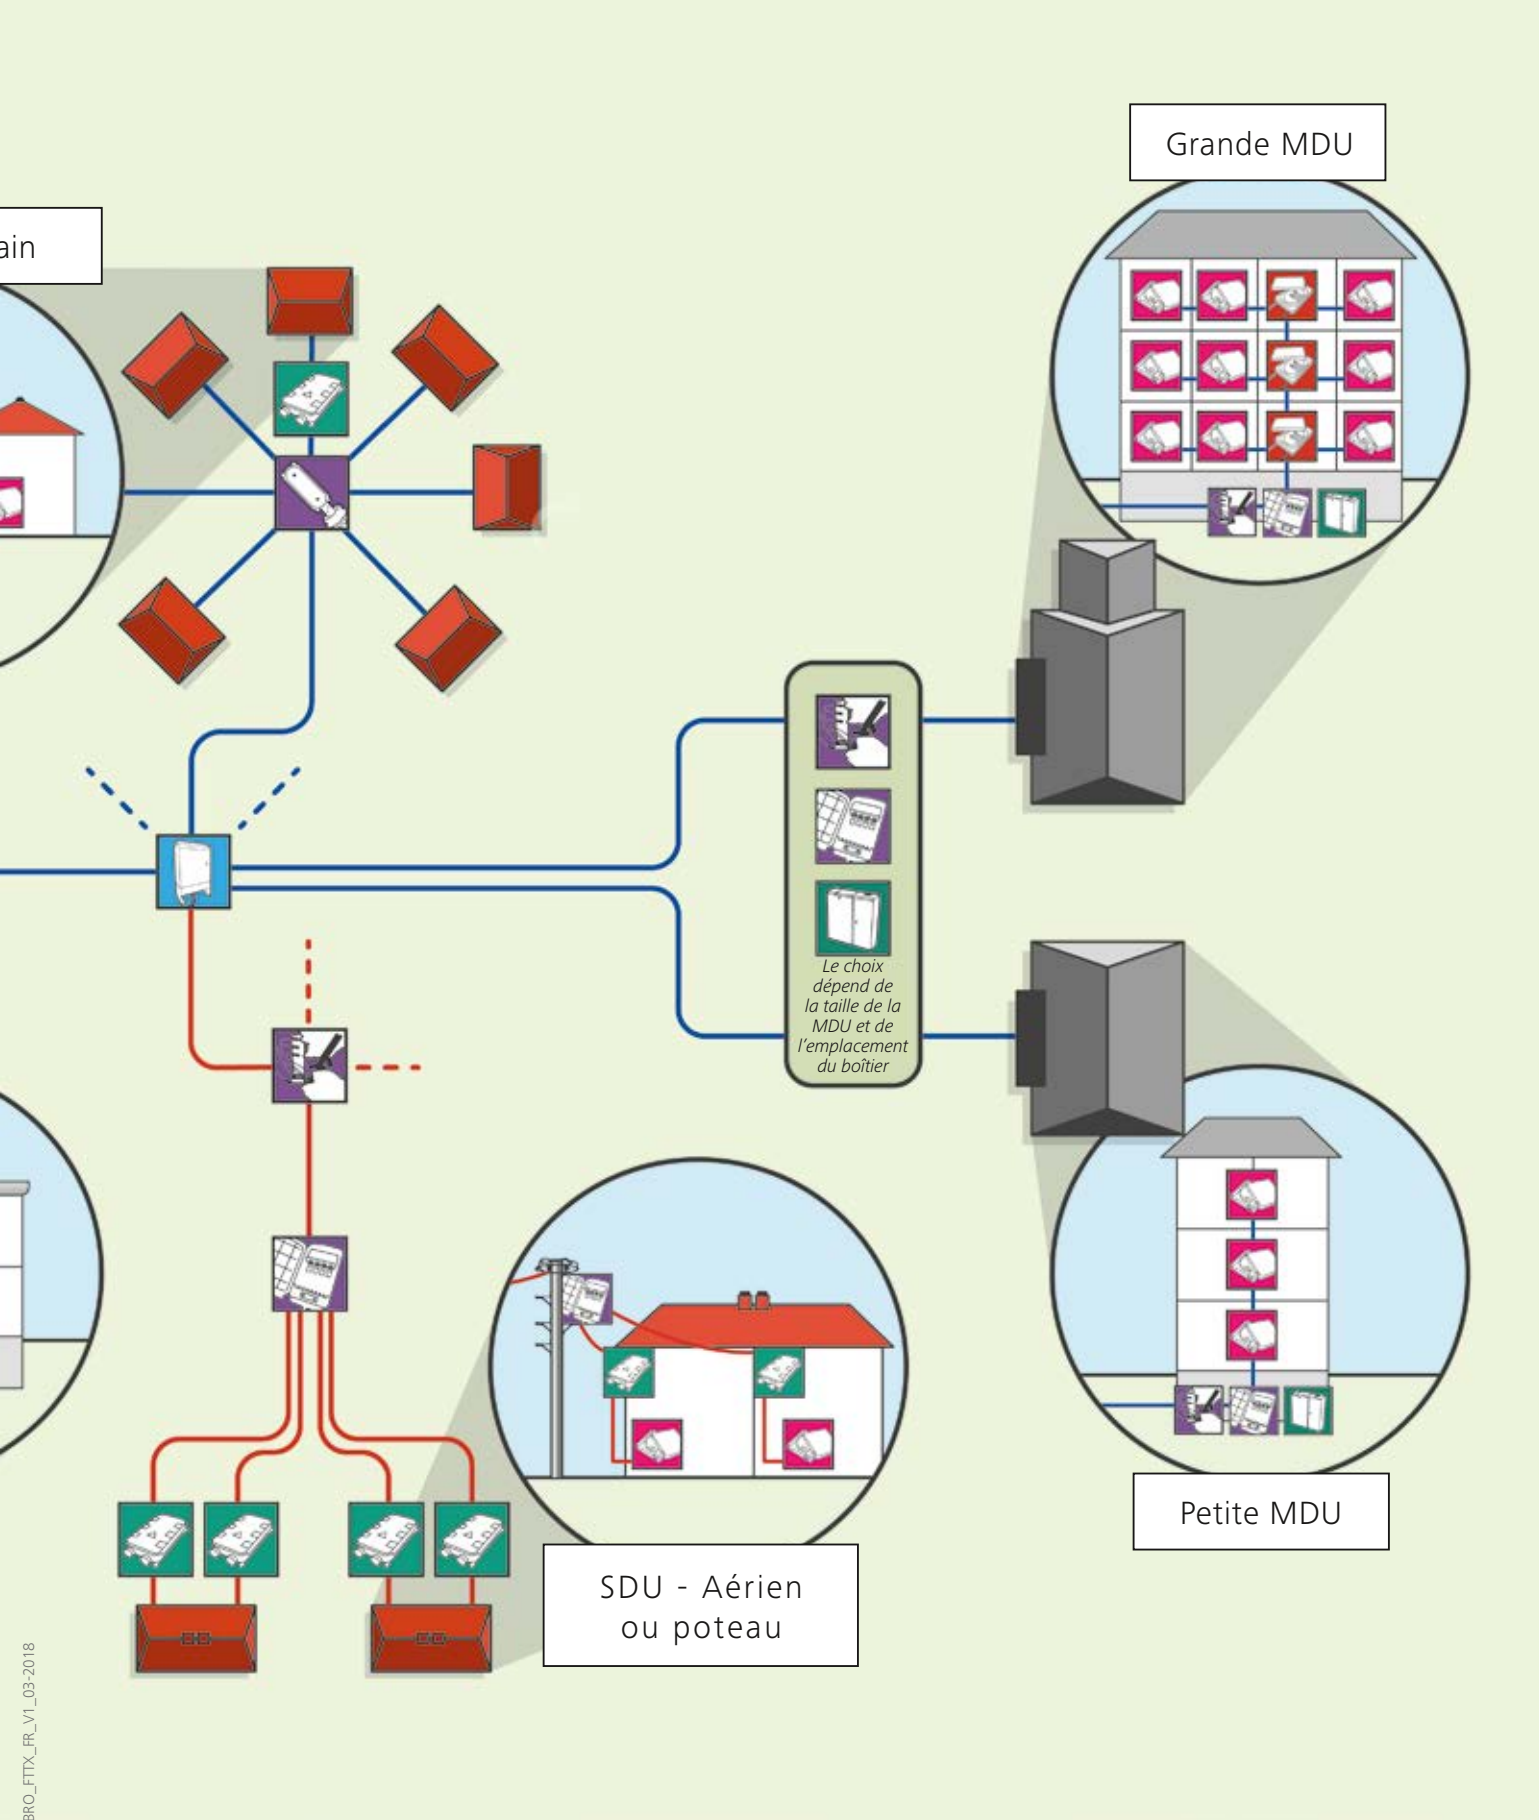 Grande MDU
ain
Le choix
dépend de
la taille de la
MDU et de
l'emplacement
du boîtier
Petite MDU
SDU - Aérien
ou poteau
BRO_FTTX_FR_V1_03-2018